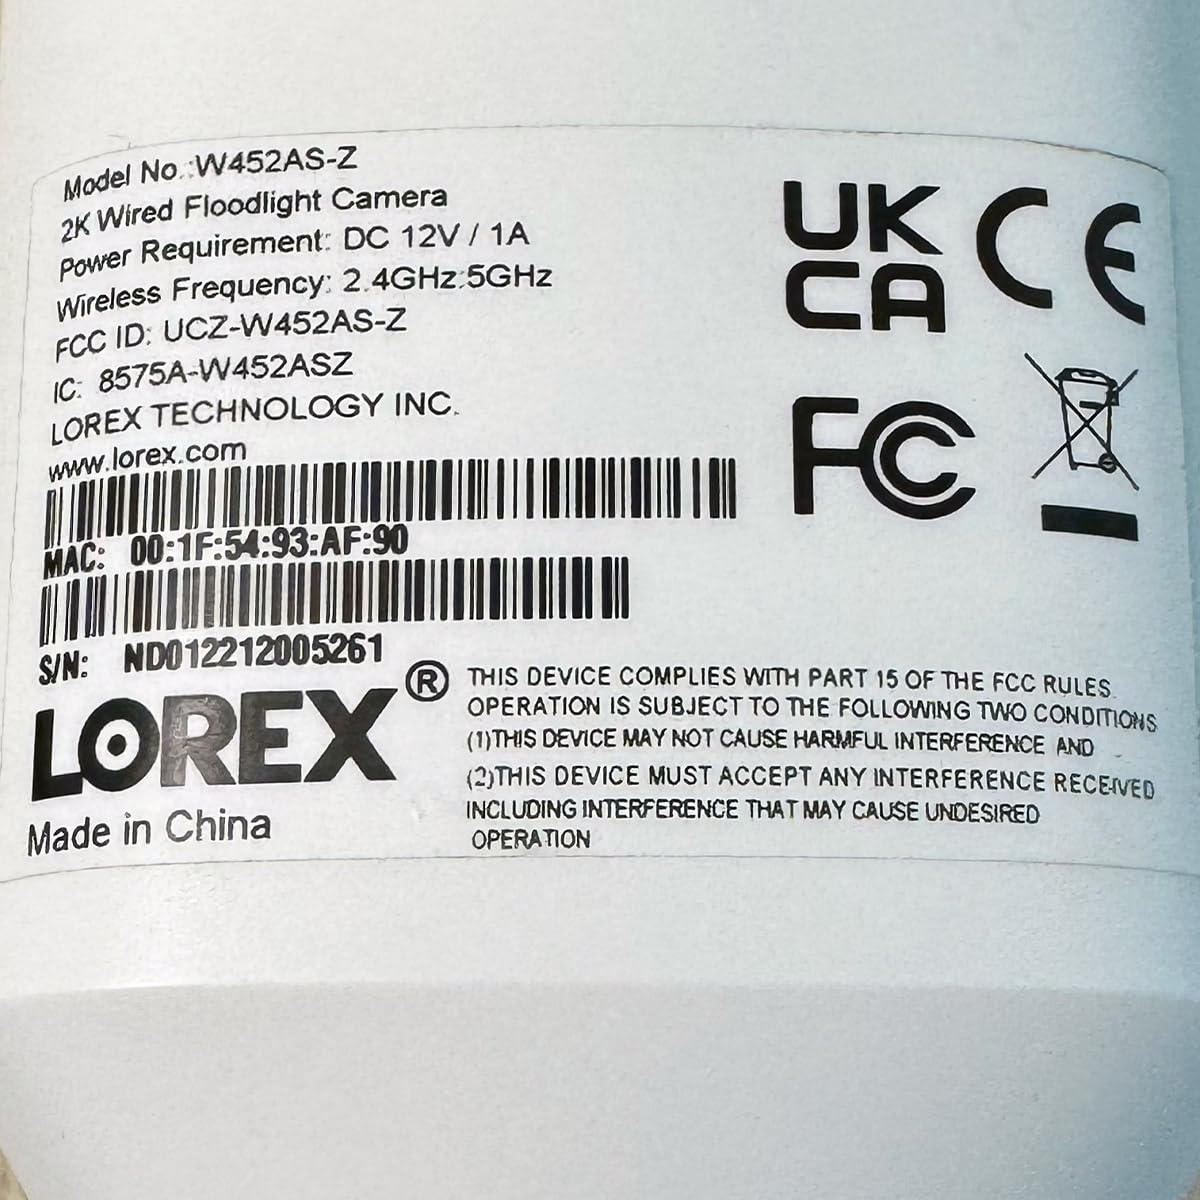 Model No.:W452AS-Z
2K Wired Floodlight Camera
Power Requirement: DC 12V / 1A
Wireless Frequency: 2.4GHz;5GHz
FCC ID: UCZ-W452AS-Z
IC: 8575A-W452ASZ
LOREX TECHNOLOGY INC.
www.lorex.com
MAC: 00:1F:54:93:AF:90
S/N: ND012212005261
LOREX®
Made in China
UK
CA
CE
FC
THIS DEVICE COMPLIES WITH PART 15 OF THE FCC RULES.
OPERATION IS SUBJECT TO THE FOLLOWING TWO CONDITIONS
(1)THIS DEVICE MAY NOT CAUSE HARMFUL INTERFERENCE AND
(2)THIS DEVICE MUST ACCEPT ANY INTERFERENCE RECEIVED
INCLUDING INTERFERENCE THAT MAY CAUSE UNDESIRED
OPERATION